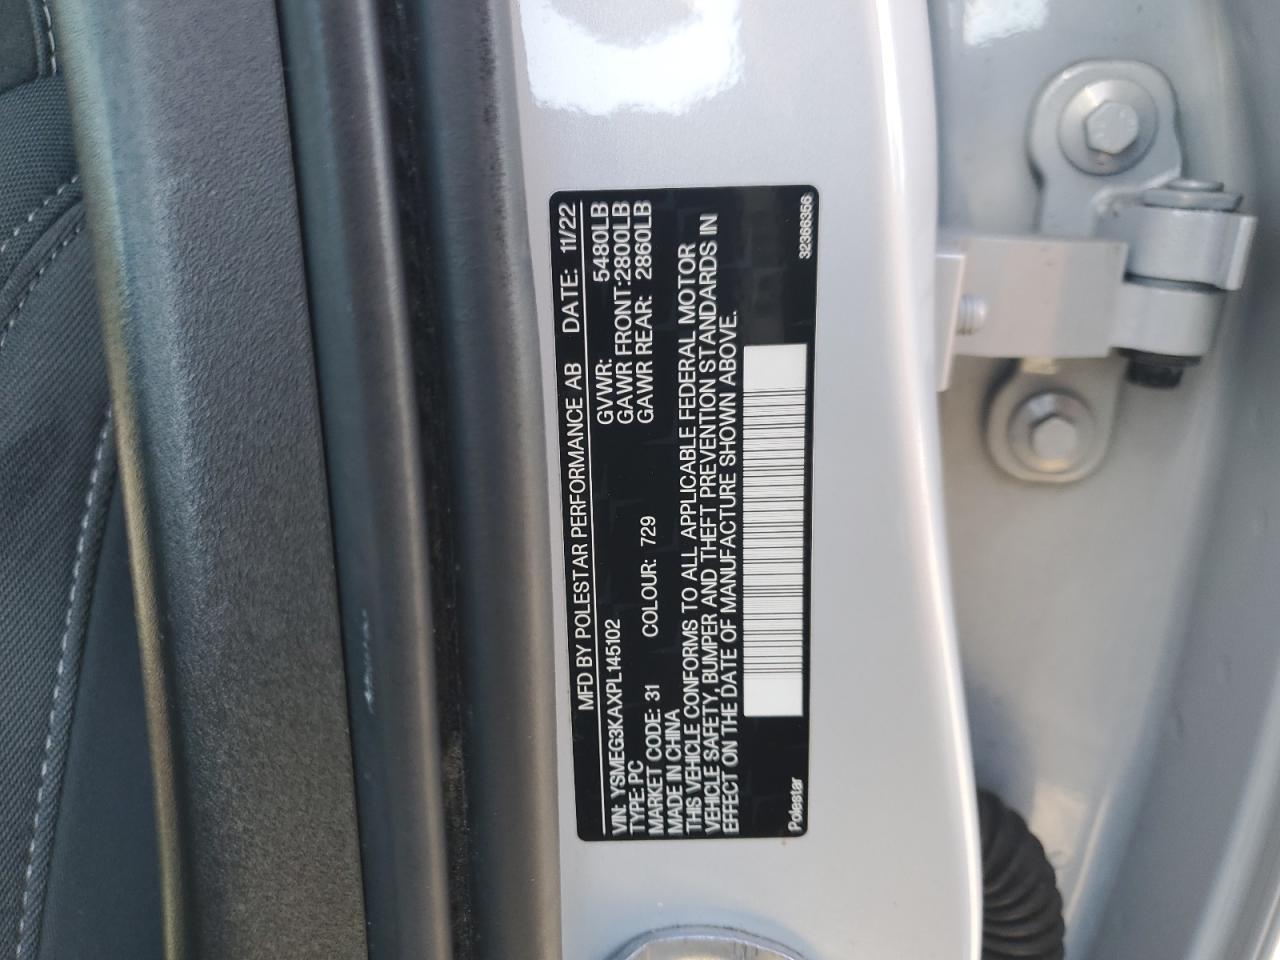 MFD BY POLESTAR PERFORMANCE AB DATE: 11/22
VIN: YSMEG3KAXPL145102 GVWR: 5480LB
TYPE: PC GAWR FRONT:2800LB
MARKET CODE: 31 COLOUR: 729 GAWR REAR: 2860LB
MADE IN CHINA
THIS VEHICLE CONFORMS TO ALL APPLICABLE FEDERAL MOTOR
VEHICLE SAFETY, BUMPER AND THEFT PREVENTION STANDARDS IN
EFFECT ON THE DATE OF MANUFACTURE SHOWN ABOVE.
Polestar 32366356